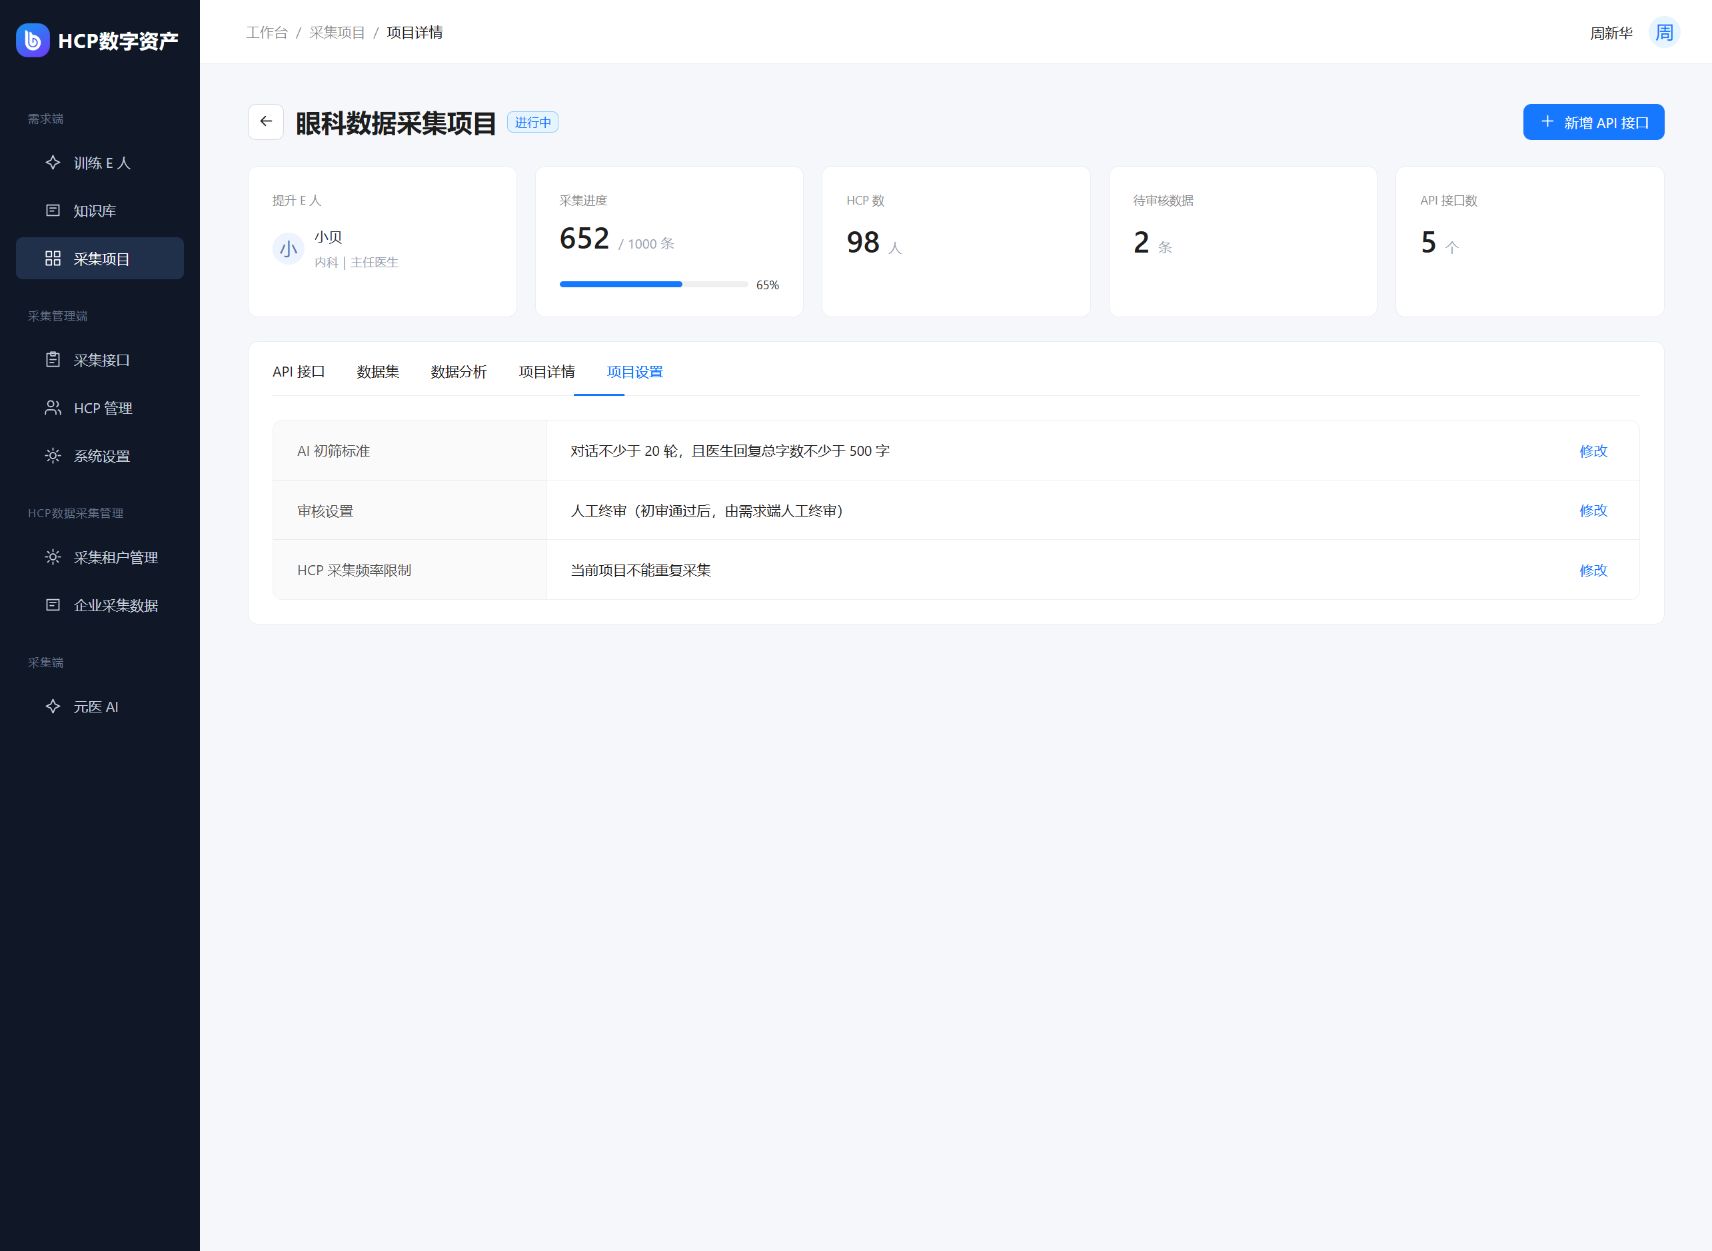 HCP数字资产
需求端
训练 E 人
知识库
采集项目
采集管理端
采集接口
HCP 管理
系统设置
HCP数据采集管理
采集租户管理
企业采集数据
采集端
元医 AI
工作台 / 采集项目 / 项目详情
周新华 周
眼科数据采集项目 进行中
新增 API 接口
提升 E 人
小
小贝
内科 | 主任医生
采集进度
652 / 1000 条
65%
HCP 数
98 人
待审核数据
2 条
API 接口数
5 个
API 接口 数据集 数据分析 项目详情 项目设置
AI 初筛标准 对话不少于 20 轮，且医生回复总字数不少于 500 字 修改
审核设置 人工终审（初审通过后，由需求端人工终审） 修改
HCP 采集频率限制 当前项目不能重复采集 修改